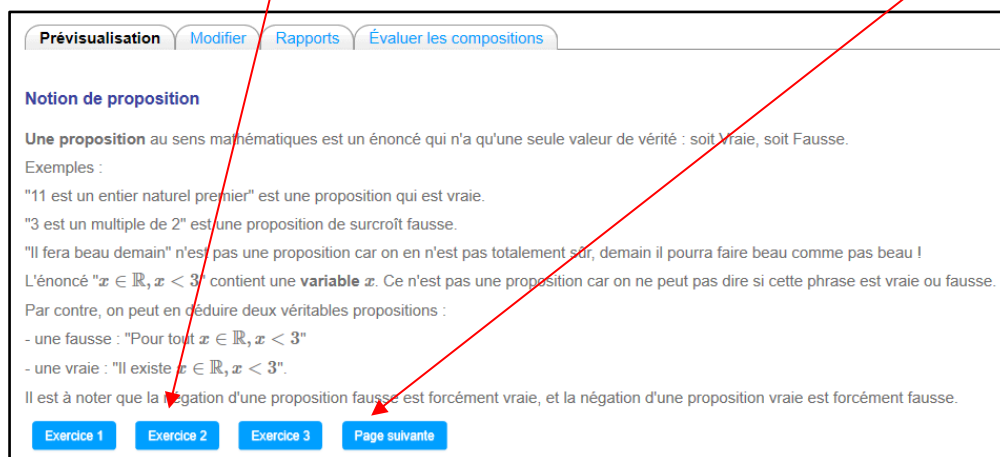 Prévisualisation Modifier Rapports Évaluer les compositions
Notion de proposition
Une proposition au sens mathématiques est un énoncé qui n'a qu'une seule valeur de vérité : soit Vraie, soit Fausse.
Exemples :
"11 est un entier naturel premier" est une proposition qui est vraie.
"3 est un multiple de 2" est une proposition de surcroît fausse.
"Il fera beau demain" n'est pas une proposition car on en n'est pas totalement sûr, demain il pourra faire beau comme pas beau !
L'énoncé "x ∈ ℝ, x < 3" contient une variable x. Ce n'est pas une proposition car on ne peut pas dire si cette phrase est vraie ou fausse.
Par contre, on peut en déduire deux véritables propositions :
- une fausse : "Pour tout x ∈ ℝ, x < 3"
- une vraie : "Il existe x ∈ ℝ, x < 3".
Il est à noter que la négation d'une proposition fausse est forcément vraie, et la négation d'une proposition vraie est forcément fausse.
Exercice 1 Exercice 2 Exercice 3 Page suivante